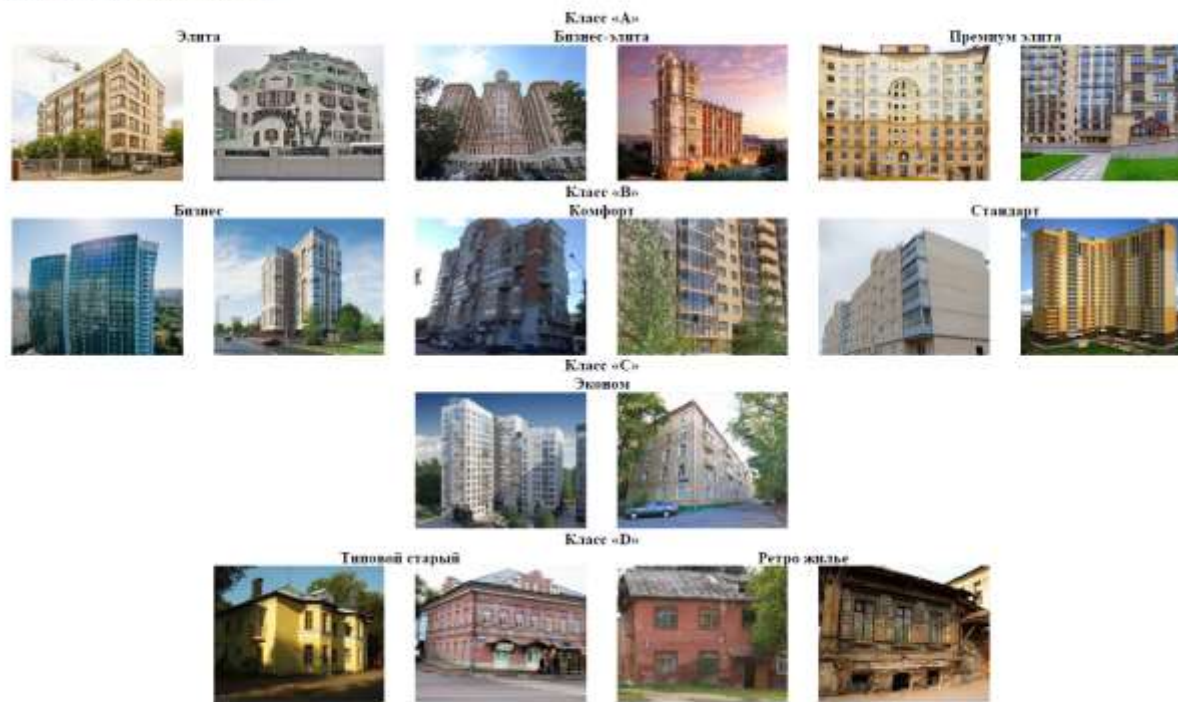 Класс «A»
Элита Бизнес-элита Премиум элита
Класс «B»
Бизнес Комфорт Стандарт
Класс «C»
Эконом
Класс «D»
Типовой старый Ретро жилье